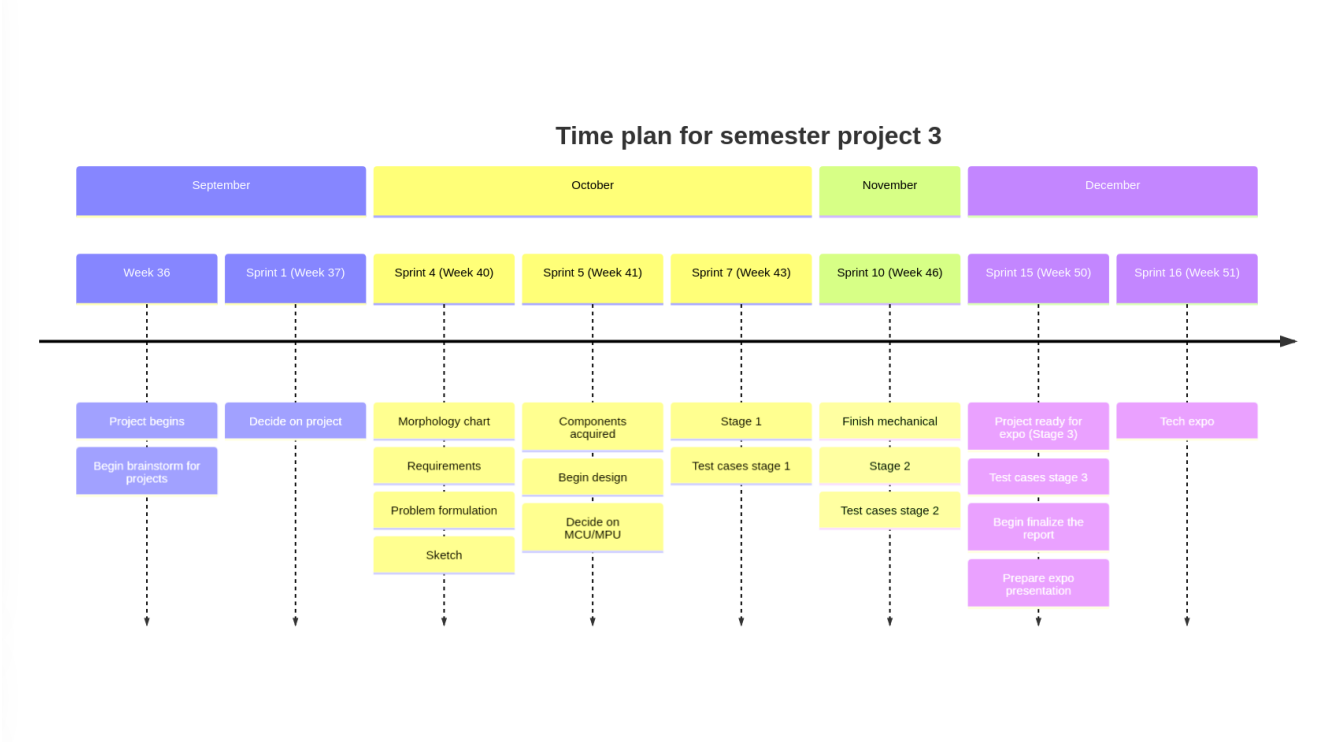 Time plan for semester project 3
September
October
November
December
Week 36
Sprint 1 (Week 37)
Sprint 4 (Week 40)
Sprint 5 (Week 41)
Sprint 7 (Week 43)
Sprint 10 (Week 46)
Sprint 15 (Week 50)
Sprint 16 (Week 51)
Project begins
Begin brainstorm for
projects
Decide on project
Morphology chart
Requirements
Problem formulation
Sketch
Components
acquired
Begin design
Decide on
MCU/MPU
Stage 1
Test cases stage 1
Finish mechanical
Stage 2
Test cases stage 2
Project ready for
expo (Stage 3)
Test cases stage 3
Begin finalize the
report
Prepare expo
presentation
Tech expo